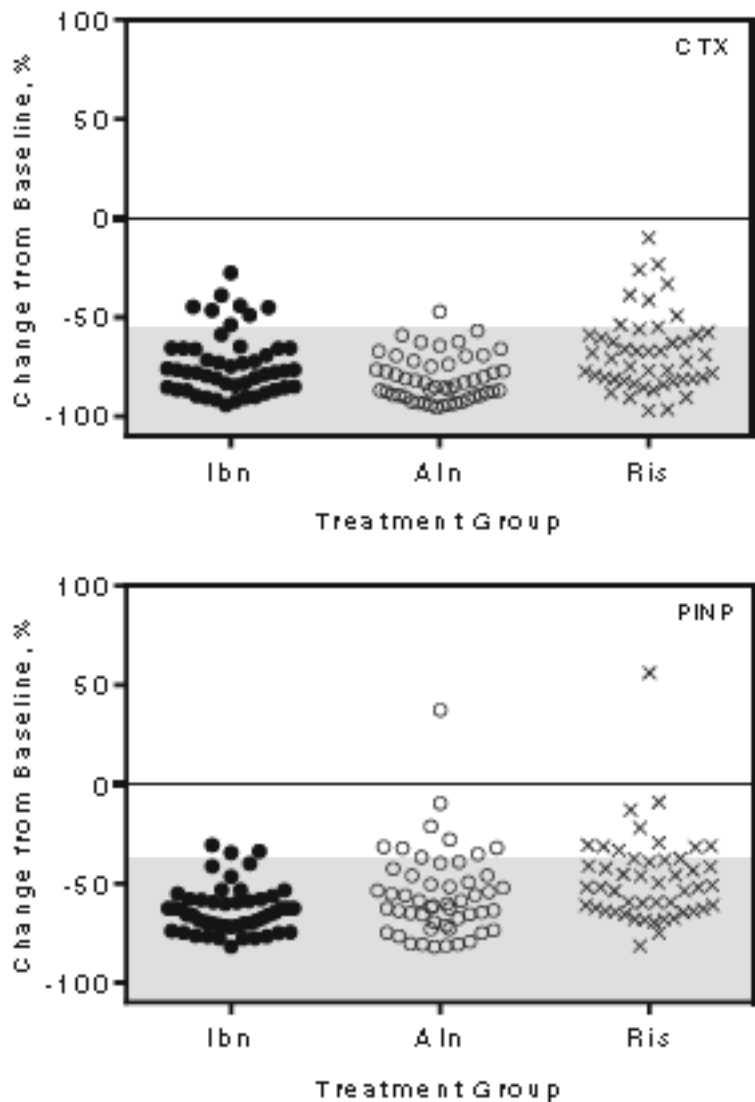 CTX
Change from Baseline, %
100
50
0
-50
-100
Ibn Aln Ris
Treatment Group
PINP
Change from Baseline, %
100
50
0
-50
-100
Ibn Aln Ris
Treatment Group